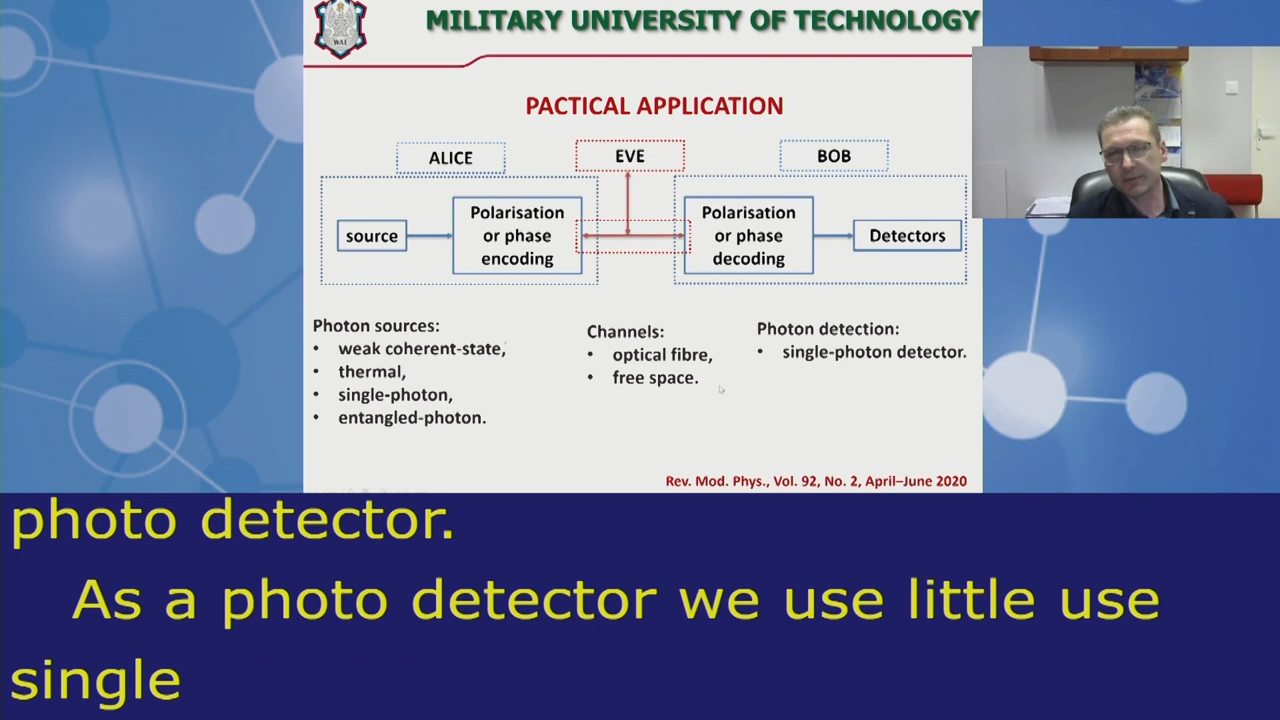 MILITARY UNIVERSITY OF TECHNOLOGY
WAT
PACTICAL APPLICATION
ALICE
EVE
BOB
source
Polarisation
or phase
encoding
Polarisation
or phase
decoding
Detectors
Photon sources:
• weak coherent-state,
• thermal,
• single-photon,
• entangled-photon.
Channels:
• optical fibre,
• free space.
Photon detection:
• single-photon detector.
Rev. Mod. Phys., Vol. 92, No. 2, April–June 2020
photo detector.
As a photo detector we use little use
single